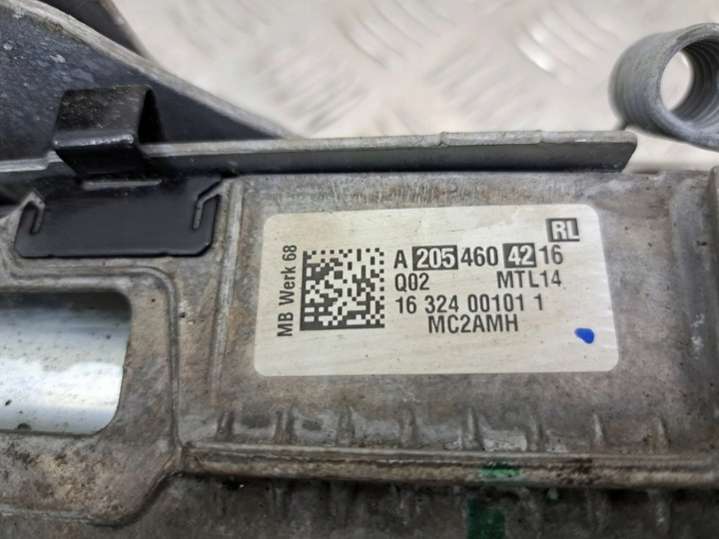 MB Werk 68
RL
A 205 460 42 16
Q02 MTL14
16 324 00101 1
MC2AMH